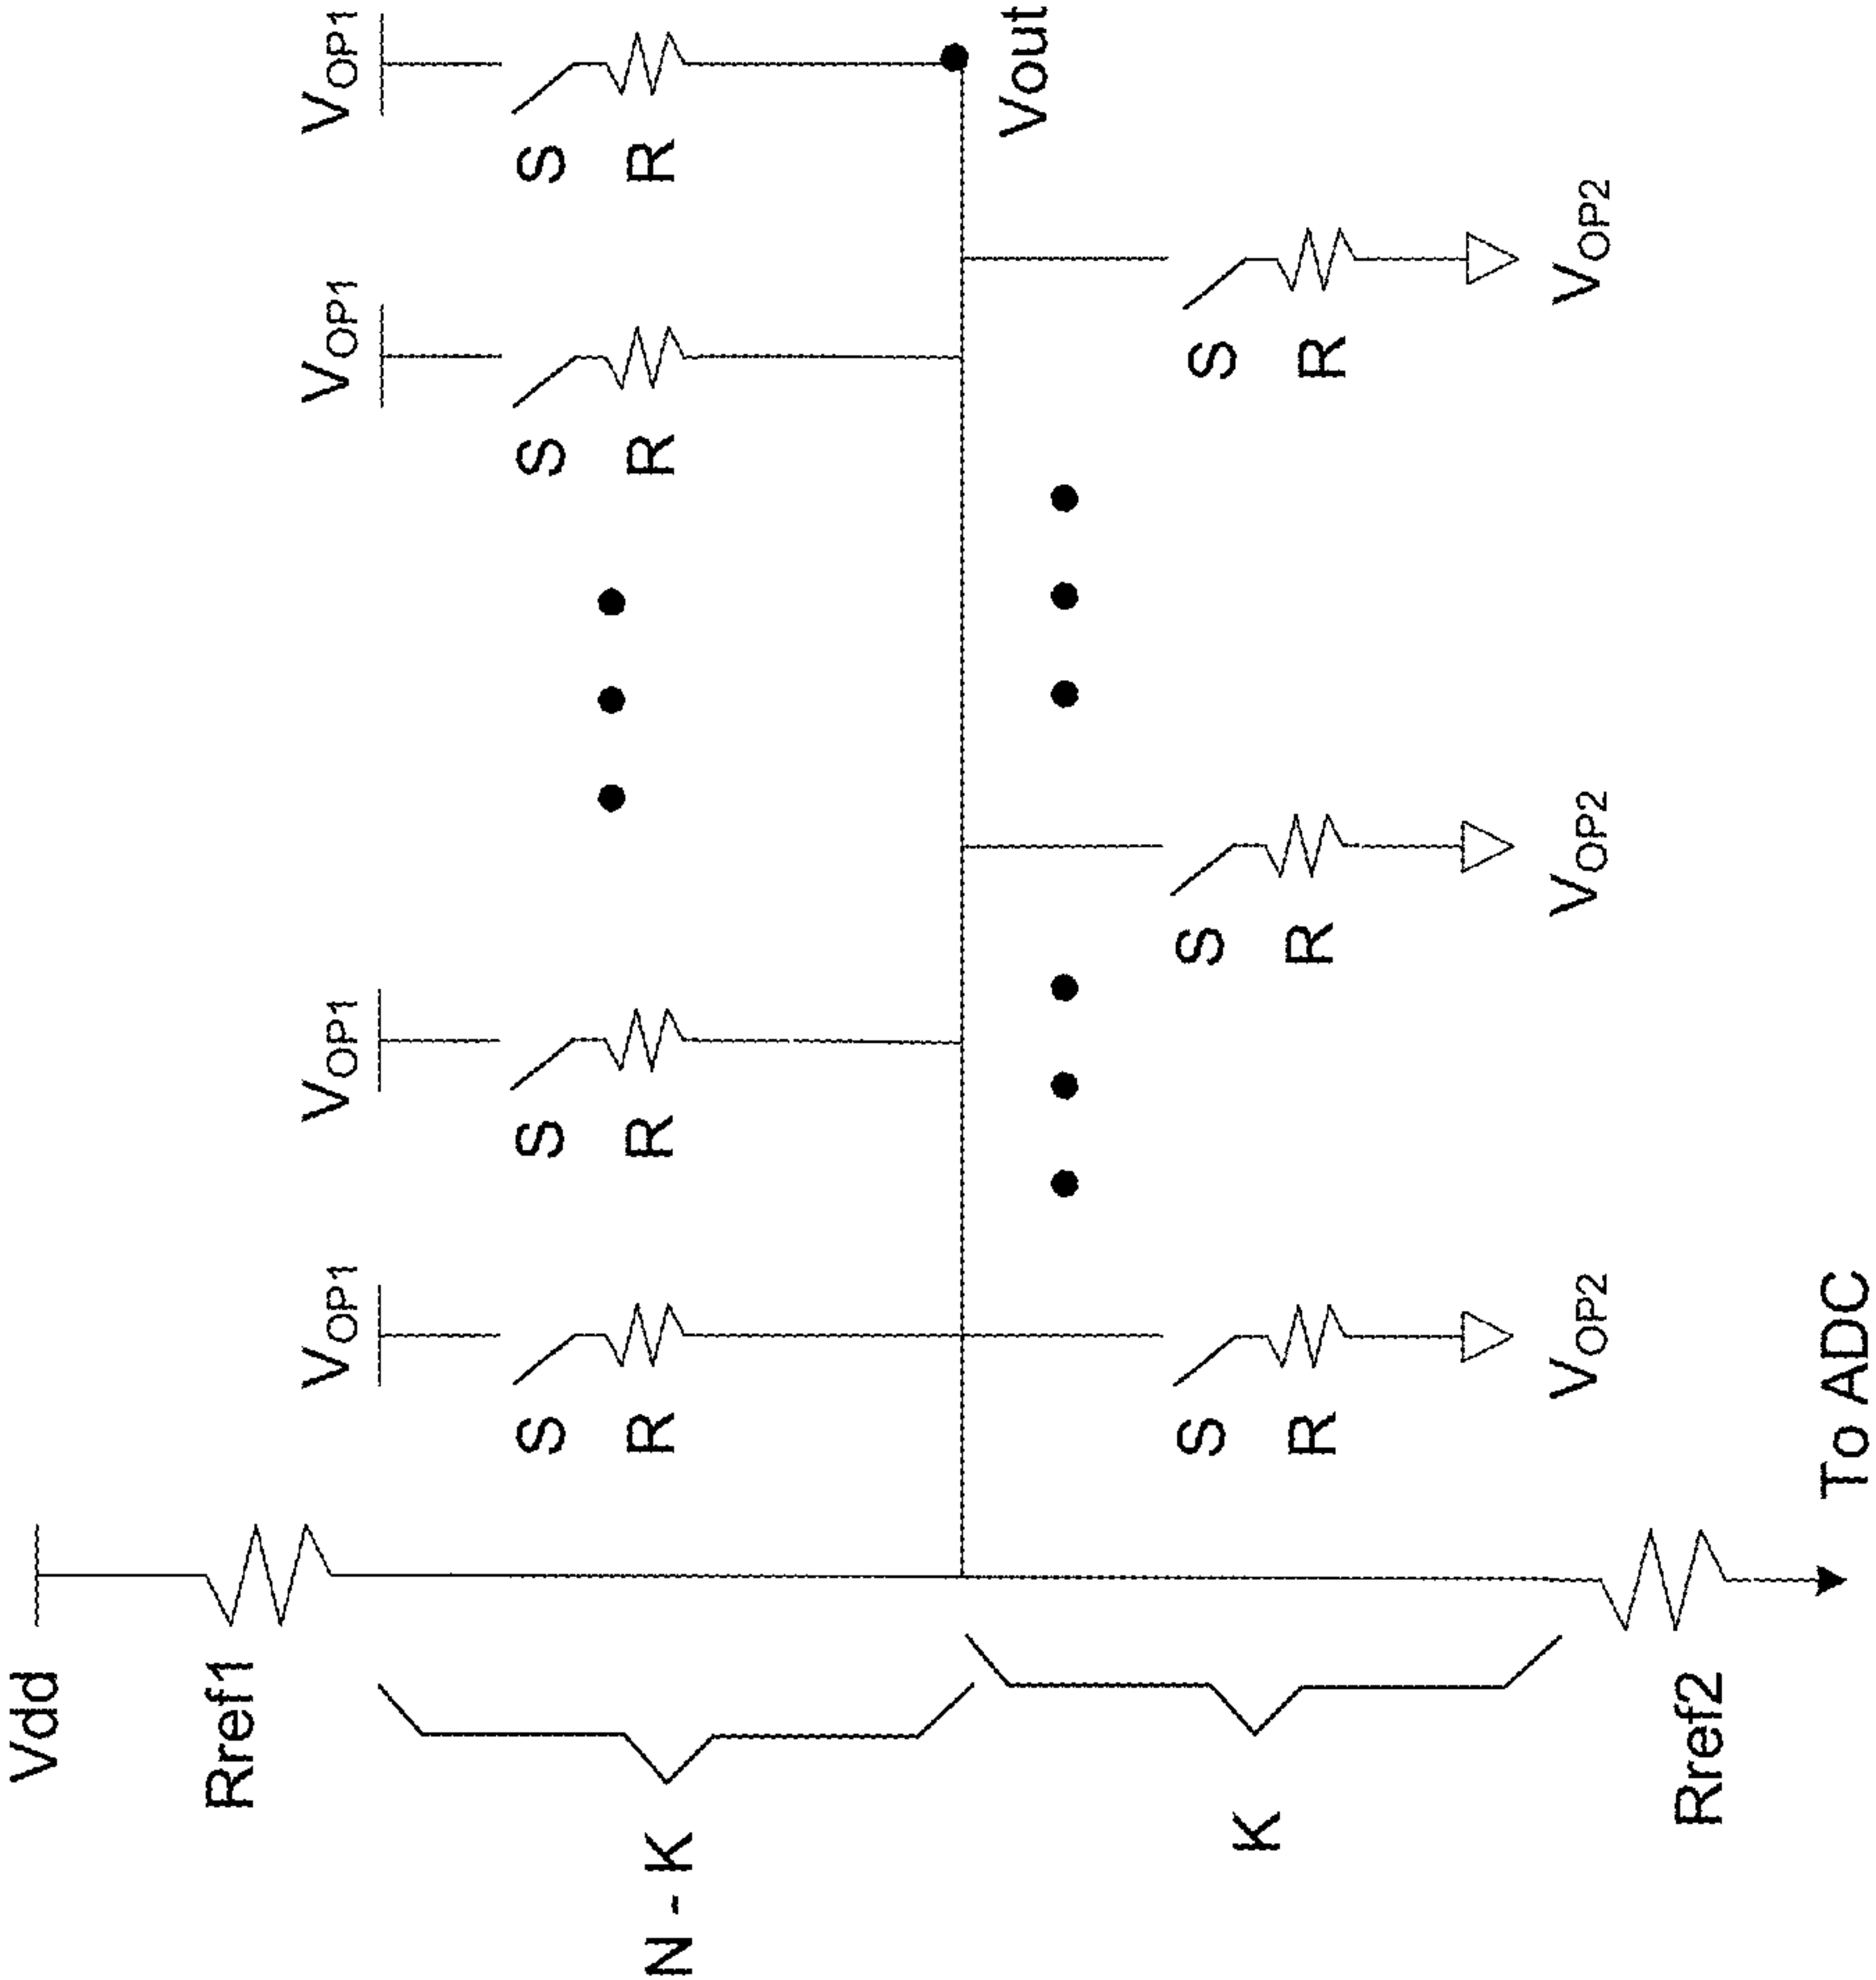 Vdd
Rref1
VOP1 VOP1 VOP1 VOP1
S S S S
N - K R R R R
Vout
S S S
K
R R R
VOP2 VOP2 VOP2
Rref2
To ADC